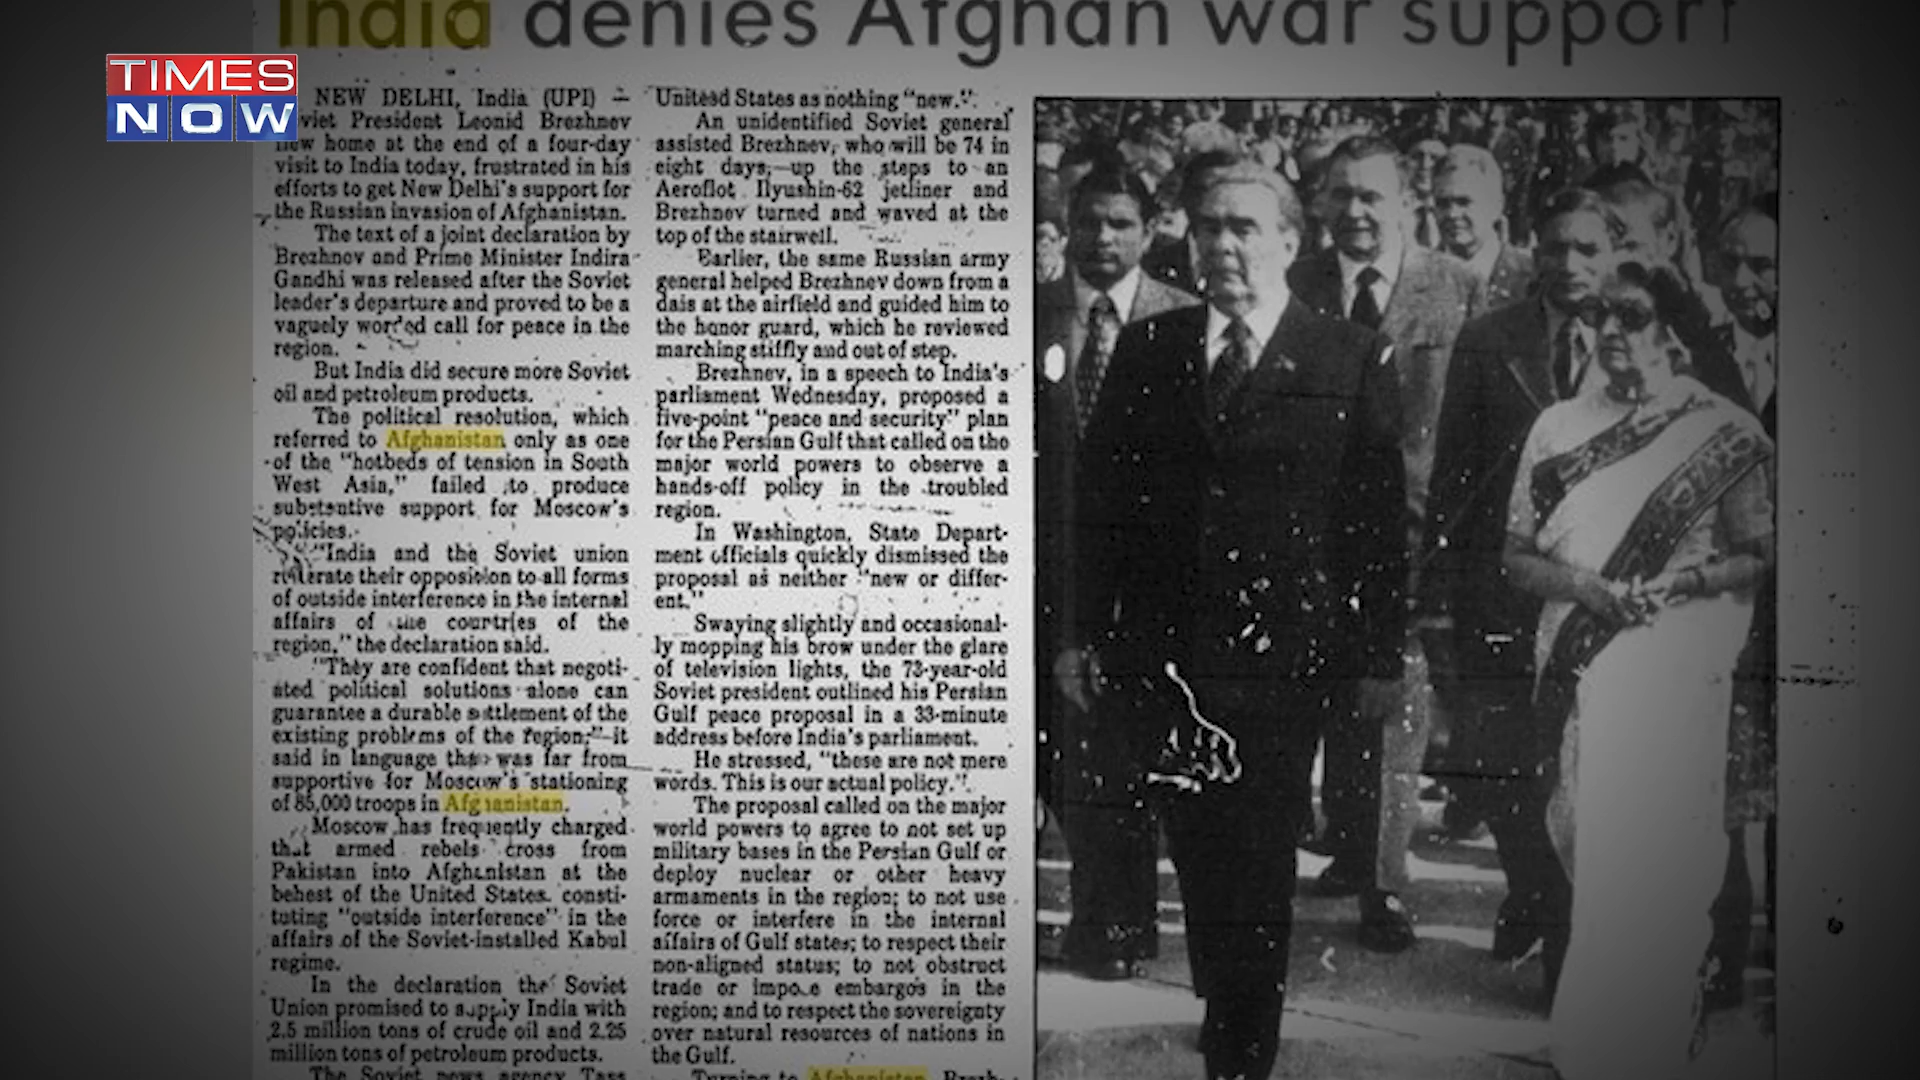 India denies Afghan war support
TIMES
NOW
NEW DELHI, India (UPI) —
viet President Leonid Brezhnev
flew home at the end of a four-day
visit to India today, frustrated in his
efforts to get New Delhi's support for
the Russian invasion of Afghanistan.
The text of a joint declaration by
Brezhnev and Prime Minister Indira
Gandhi was released after the Soviet
leader's departure and proved to be a
vaguely worded call for peace in the
region.
But India did secure more Soviet
oil and petroleum products.
The political resolution, which
referred to Afghanistan only as one
of the "hotbeds of tension in South
West Asia," failed to produce
substantive support for Moscow's
policies.
"India and the Soviet union
reiterate their opposition to all forms
of outside interference in the internal
affairs of the countries of the
region," the declaration said.
"They are confident that negoti-
ated political solutions alone can
guarantee a durable settlement of the
existing problems of the region," it
said in language that was far from
supportive for Moscow's stationing
of 85,000 troops in Afghanistan.
Moscow has frequently charged
that armed rebels cross from
Pakistan into Afghanistan at the
behest of the United States, consti-
tuting "outside interference" in the
affairs of the Soviet-installed Kabul
regime.
In the declaration the Soviet
Union promised to supply India with
2.5 million tons of crude oil and 2.25
million tons of petroleum products.
The Soviet news agency Tass
United States as nothing "new."
An unidentified Soviet general
assisted Brezhnev, who will be 74 in
eight days, up the steps to an
Aeroflot Ilyushin-62 jetliner and
Brezhnev turned and waved at the
top of the stairwell.
Earlier, the same Russian army
general helped Brezhnev down from a
dais at the airfield and guided him to
the honor guard, which he reviewed
marching stiffly and out of step.
Brezhnev, in a speech to India's
parliament Wednesday, proposed a
five-point "peace and security" plan
for the Persian Gulf that called on the
major world powers to observe a
hands-off policy in the troubled
region.
In Washington, State Depart-
ment officials quickly dismissed the
proposal as neither "new or differ-
ent."
Swaying slightly and occasional-
ly mopping his brow under the glare
of television lights, the 73-year-old
Soviet president outlined his Persian
Gulf peace proposal in a 33-minute
address before India's parliament.
He stressed, "these are not mere
words. This is our actual policy."
The proposal called on the major
world powers to agree to not set up
military bases in the Persian Gulf or
deploy nuclear or other heavy
armaments in the region; to not use
force or interfere in the internal
affairs of Gulf states; to respect their
non-aligned status; to not obstruct
trade or impose embargos in the
region; and to respect the sovereignty
over natural resources of nations in
the Gulf.
Turning to Afghanistan, Brezh-